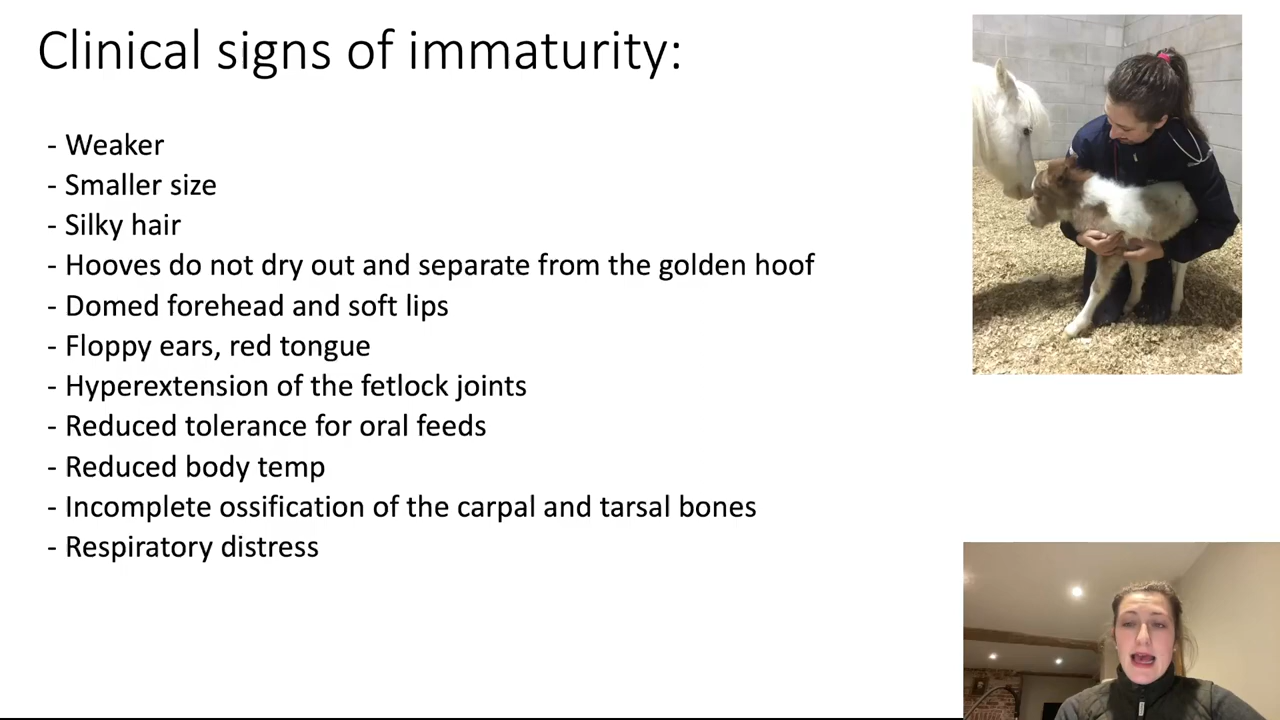 Clinical signs of immaturity:
- Weaker
- Smaller size
- Silky hair
- Hooves do not dry out and separate from the golden hoof
- Domed forehead and soft lips
- Floppy ears, red tongue
- Hyperextension of the fetlock joints
- Reduced tolerance for oral feeds
- Reduced body temp
- Incomplete ossification of the carpal and tarsal bones
- Respiratory distress